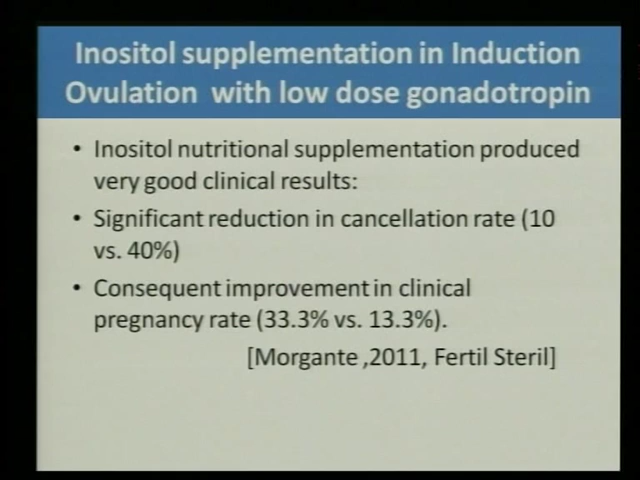 Inositol supplementation in Induction
Ovulation with low dose gonadotropin
• Inositol nutritional supplementation produced
very good clinical results:
• Significant reduction in cancellation rate (10
vs. 40%)
• Consequent improvement in clinical
pregnancy rate (33.3% vs. 13.3%).
[Morgante ,2011, Fertil Steril]